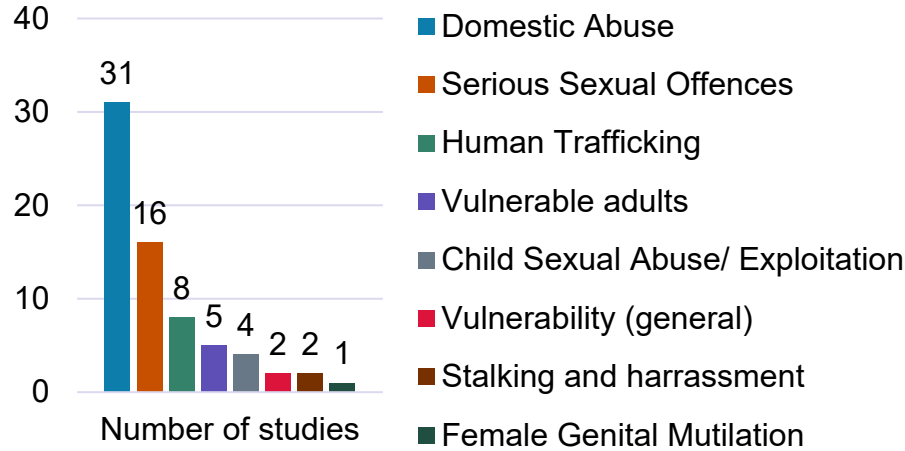 40
30
20
10
0
31
16
8
5
4
2
2
1
Number of studies
Domestic Abuse
Serious Sexual Offences
Human Trafficking
Vulnerable adults
Child Sexual Abuse/ Exploitation
Vulnerability (general)
Stalking and harrassment
Female Genital Mutilation